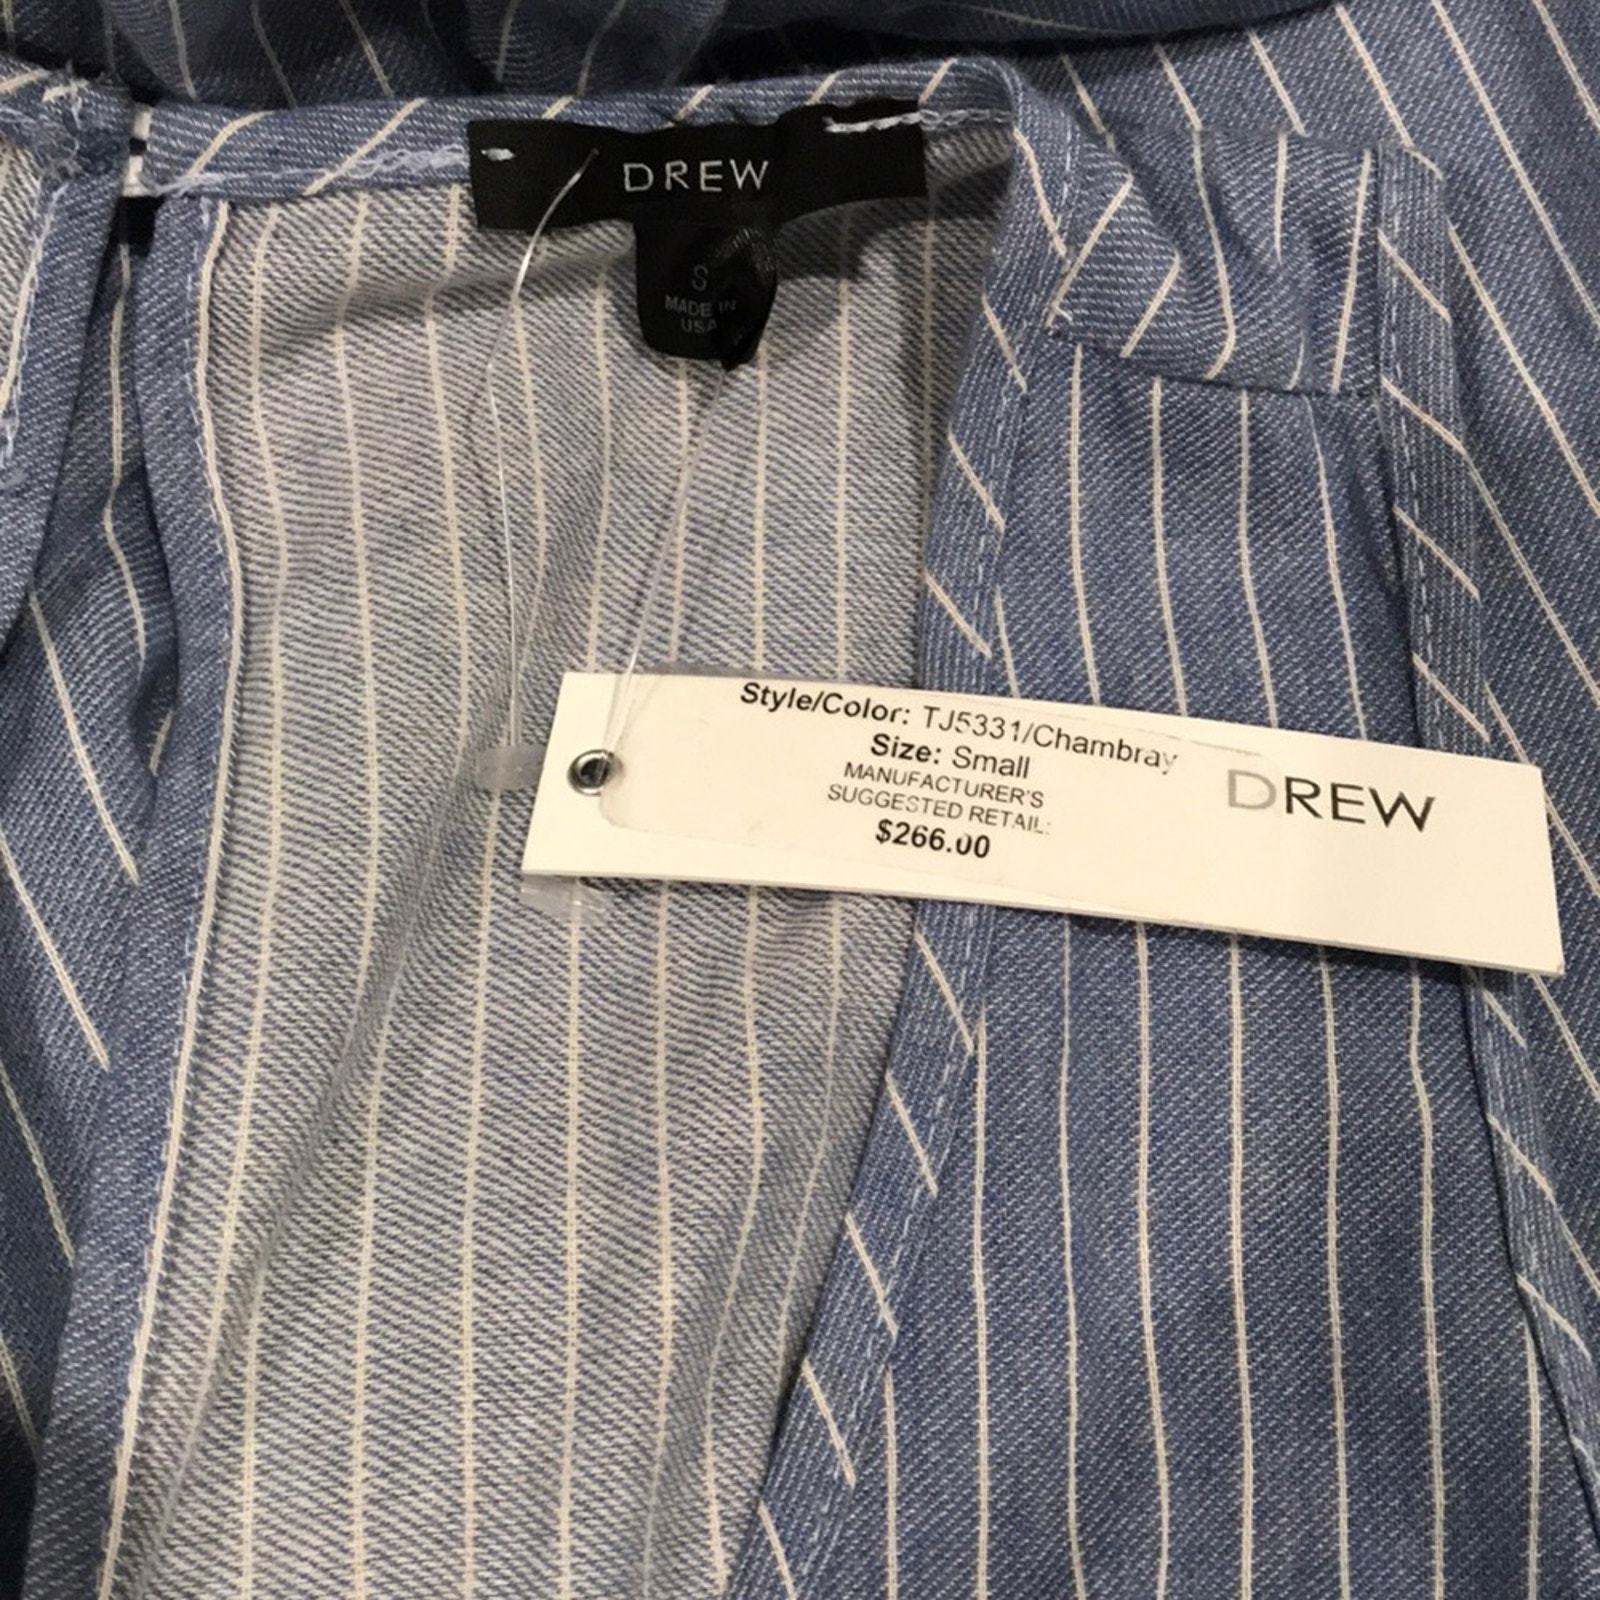 DREW
S
MADE IN
USA
Style/Color: TJ5331/Chambray
Size: Small
MANUFACTURER'S
SUGGESTED RETAIL:
$266.00
DREW